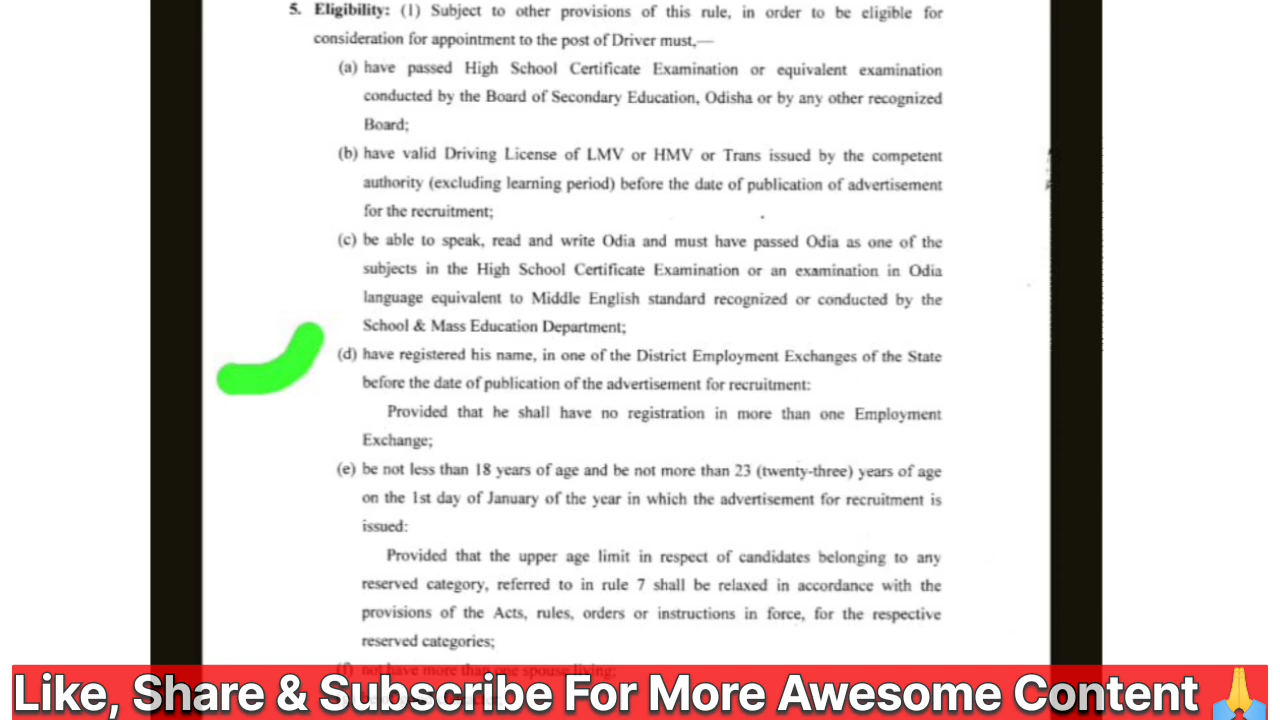 5. Eligibility: (1) Subject to other provisions of this rule, in order to be eligible for
consideration for appointment to the post of Driver must,—
(a) have passed High School Certificate Examination or equivalent examination
conducted by the Board of Secondary Education, Odisha or by any other recognized
Board;
(b) have valid Driving License of LMV or HMV or Trans issued by the competent
authority (excluding learning period) before the date of publication of advertisement
for the recruitment;
(c) be able to speak, read and write Odia and must have passed Odia as one of the
subjects in the High School Certificate Examination or an examination in Odia
language equivalent to Middle English standard recognized or conducted by the
School & Mass Education Department;
(d) have registered his name, in one of the District Employment Exchanges of the State
before the date of publication of the advertisement for recruitment:
Provided that he shall have no registration in more than one Employment
Exchange;
(e) be not less than 18 years of age and be not more than 23 (twenty-three) years of age
on the 1st day of January of the year in which the advertisement for recruitment is
issued:
Provided that the upper age limit in respect of candidates belonging to any
reserved category, referred to in rule 7 shall be relaxed in accordance with the
provisions of the Acts, rules, orders or instructions in force, for the respective
reserved categories;
(f) not have more than one spouse living;
Like, Share & Subscribe For More Awesome Content 🙏